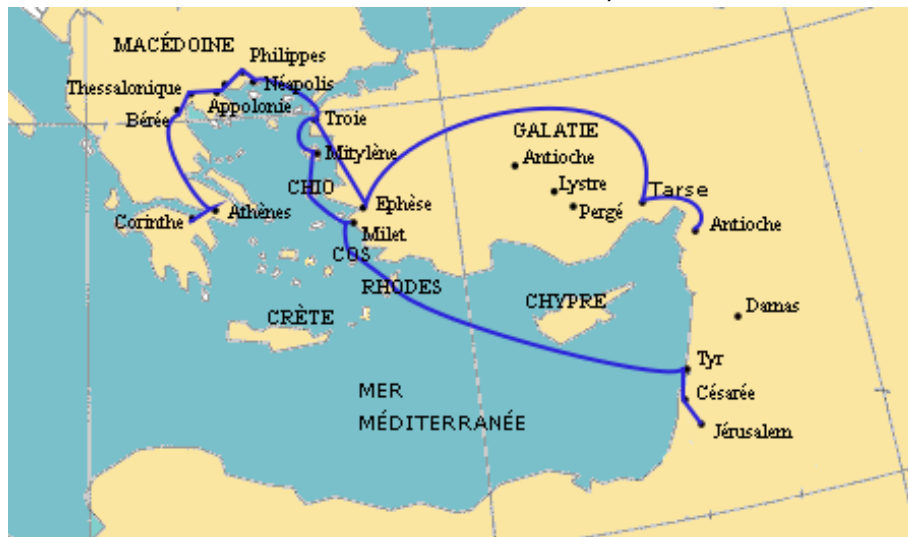 MACÉDOINE
Philippes
Thessalonique
Néapolis
Appolonie
Bérée
Troie
GALATIE
Mitylène
Antioche
CHIO
Lystre
Tarse
Ephèse
Pergé
Athènes
Corinthe
Milet
Antioche
COS
RHODES
CHYPRE
CRÈTE
Damas
Tyr
MER
Césarée
MÉDITERRANÉE
Jérusalem